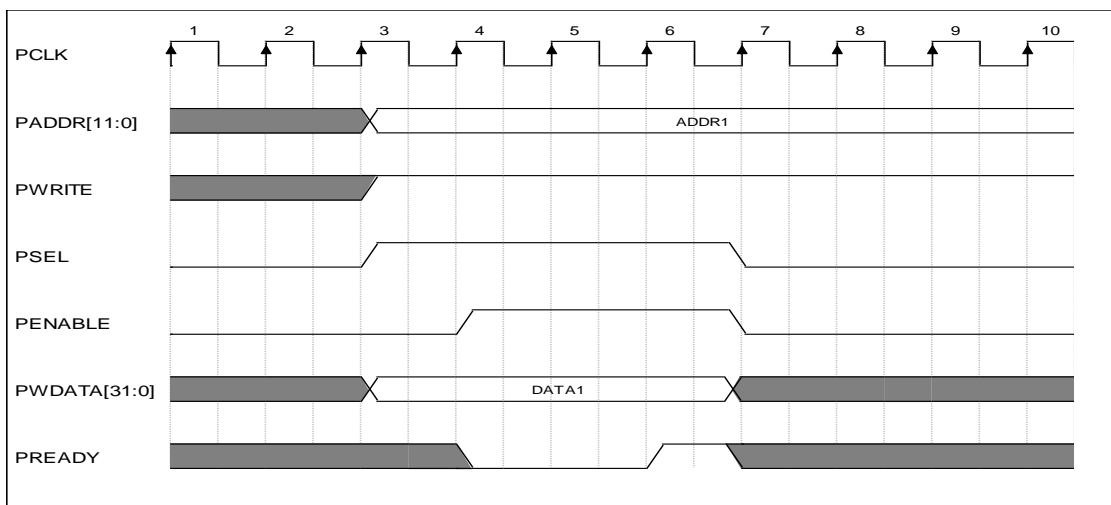 1 2 3 4 5 6 7 8 9 10
PCLK
PADDR[11:0] ADDR1
PWRITE
PSEL
PENABLE
PWDATA[31:0] DATA1
PREADY